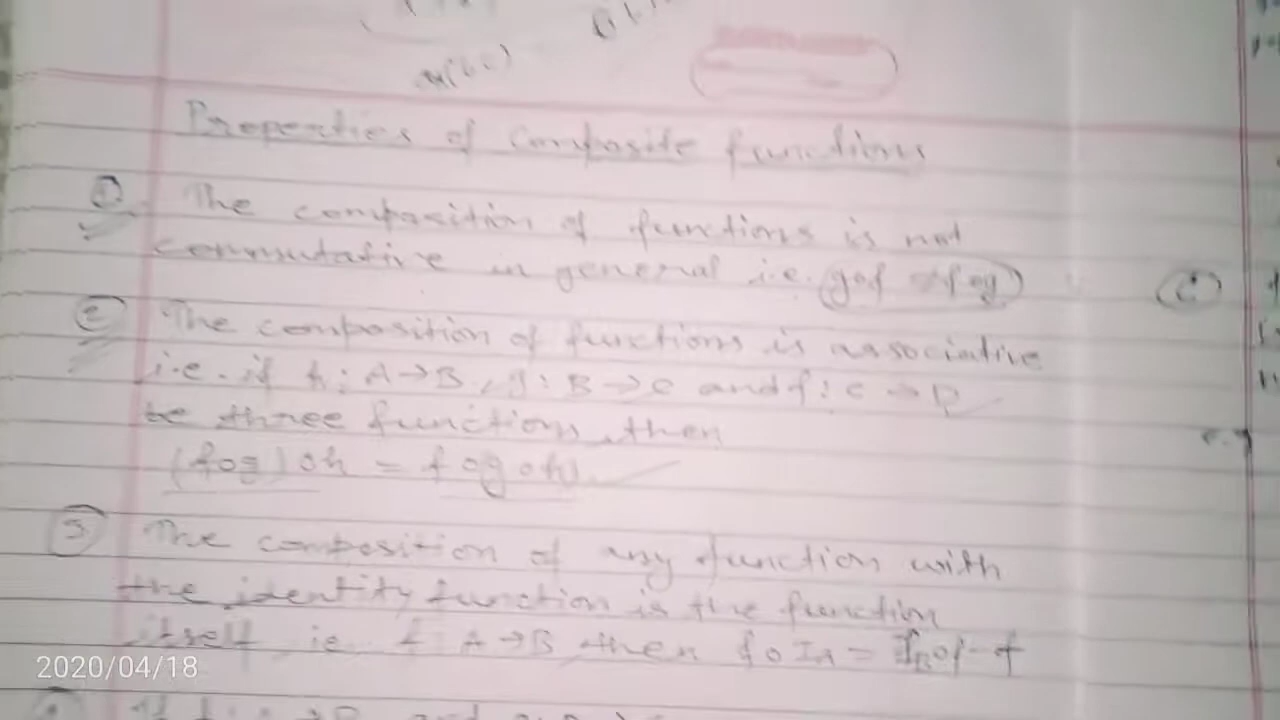 a(bc)
Properties of Composite functions
① The composition of functions is not
commutative in general i.e. (gof ≠ fog)
② The composition of functions is associative
i.e. if h: A→B, g: B→C and f: C→D
be three functions, then
(fog)oh = fo(goh)
③ The composition of any function with
the identity function is the function
itself ie f A→B then foIA = IBof = f
2020/04/18